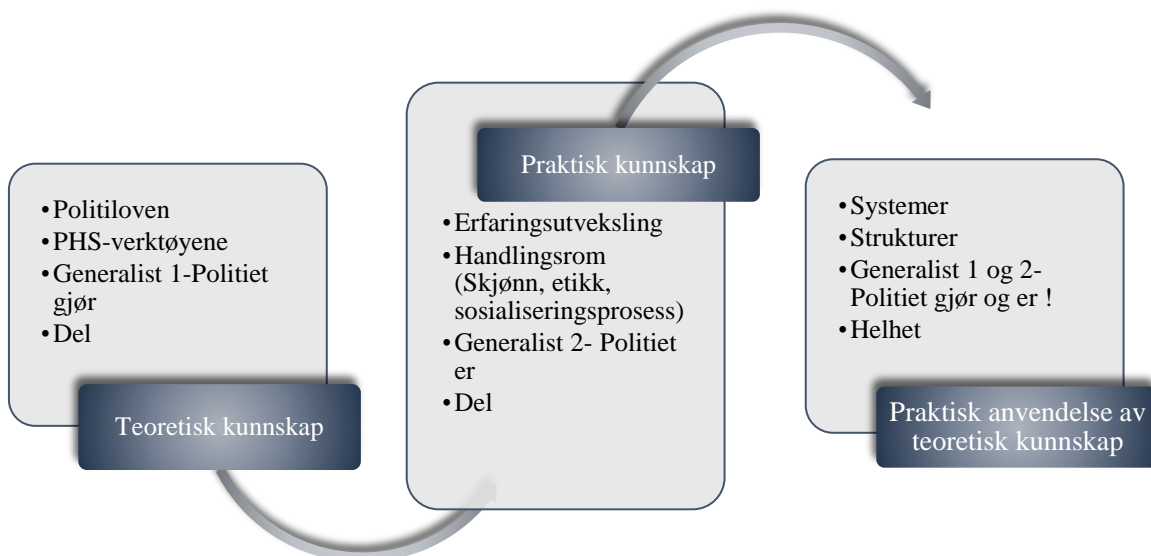 •Politiloven
•PHS-verktøyene
•Generalist 1-Politiet
gjør
•Del
Teoretisk kunnskap
Praktisk kunnskap
•Erfaringsutveksling
•Handlingsrom
(Skjønn, etikk,
sosialiseringsprosess)
•Generalist 2- Politiet
er
•Del
•Systemer
•Strukturer
•Generalist 1 og 2-
Politiet gjør og er !
•Helhet
Praktisk anvendelse av
teoretisk kunnskap